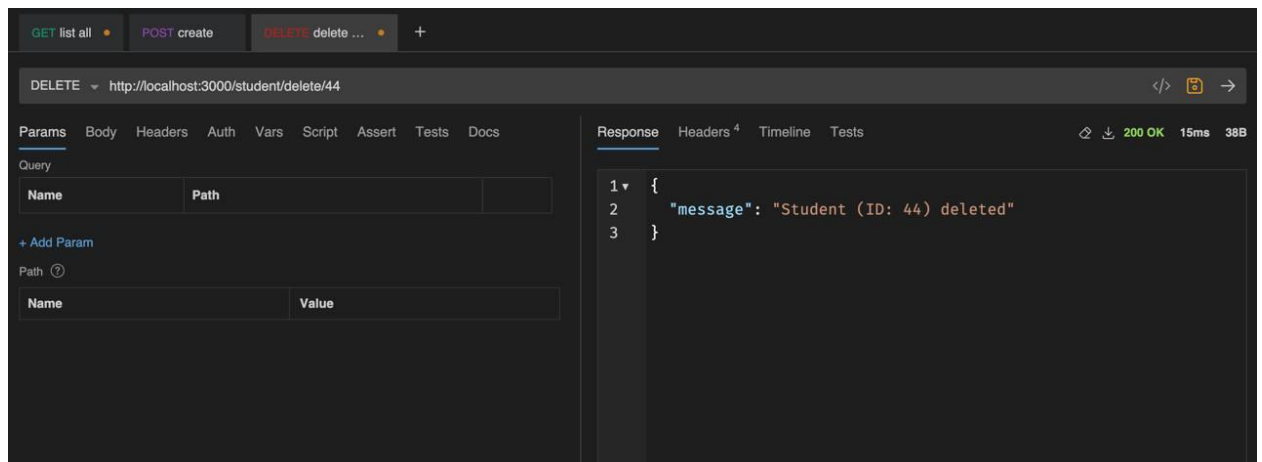 GET list all POST create DELETE delete ... +
DELETE http://localhost:3000/student/delete/44 </>
Params Body Headers Auth Vars Script Assert Tests Docs
Query
Name Path
+ Add Param
Path ?
Name Value
Response Headers 4 Timeline Tests 200 OK 15ms 38B
1 {
2 "message": "Student (ID: 44) deleted"
3 }